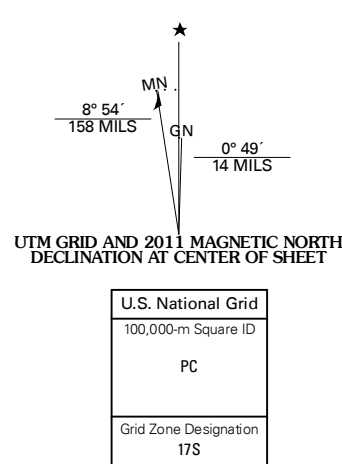 MN
8° 54´
158 MILS
GN
0° 49´
14 MILS
UTM GRID AND 2011 MAGNETIC NORTH
DECLINATION AT CENTER OF SHEET
U.S. National Grid
100,000-m Square ID
PC
Grid Zone Designation
17S